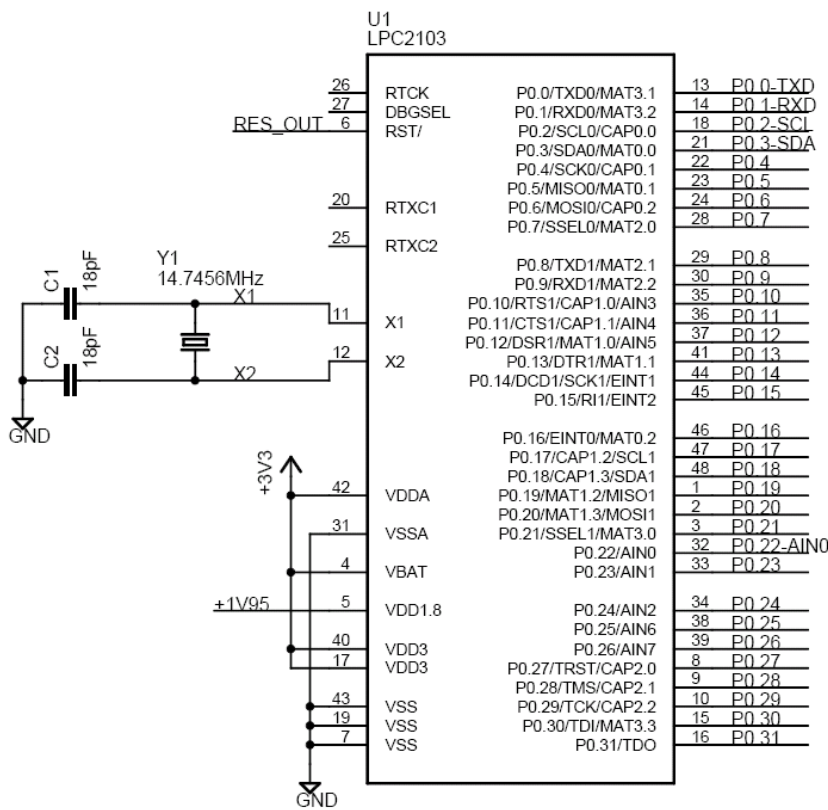 U1
LPC2103
26 RTCK
27 DBGSEL
RES_OUT 6 RST/
20 RTXC1
25 RTXC2
C1
18pF
Y1
14.7456MHz
X1
11 X1
C2
18pF
12 X2
X2
GND
+3V3
42 VDDA
31 VSSA
4 VBAT
+1V95 5 VDD1.8
40 VDD3
17 VDD3
43 VSS
19 VSS
7 VSS
GND
P0.0/TXD0/MAT3.1 13 P0.0-TXD
P0.1/RXD0/MAT3.2 14 P0.1-RXD
P0.2/SCL0/CAP0.0 18 P0.2-SCL
P0.3/SDA0/MAT0.0 21 P0.3-SDA
P0.4/SCK0/CAP0.1 22 P0.4
P0.5/MISO0/MAT0.1 23 P0.5
P0.6/MOSI0/CAP0.2 24 P0.6
P0.7/SSEL0/MAT2.0 28 P0.7
P0.8/TXD1/MAT2.1 29 P0.8
P0.9/RXD1/MAT2.2 30 P0.9
P0.10/RTS1/CAP1.0/AIN3 35 P0.10
P0.11/CTS1/CAP1.1/AIN4 36 P0.11
P0.12/DSR1/MAT1.0/AIN5 37 P0.12
P0.13/DTR1/MAT1.1 41 P0.13
P0.14/DCD1/SCK1/EINT1 44 P0.14
P0.15/RI1/EINT2 45 P0.15
P0.16/EINT0/MAT0.2 46 P0.16
P0.17/CAP1.2/SCL1 47 P0.17
P0.18/CAP1.3/SDA1 48 P0.18
P0.19/MAT1.2/MISO1 1 P0.19
P0.20/MAT1.3/MOSI1 2 P0.20
P0.21/SSEL1/MAT3.0 3 P0.21
P0.22/AIN0 32 P0.22-AIN0
P0.23/AIN1 33 P0.23
P0.24/AIN2 34 P0.24
P0.25/AIN6 38 P0.25
P0.26/AIN7 39 P0.26
P0.27/TRST/CAP2.0 8 P0.27
P0.28/TMS/CAP2.1 9 P0.28
P0.29/TCK/CAP2.2 10 P0.29
P0.30/TDI/MAT3.3 15 P0.30
P0.31/TDO 16 P0.31